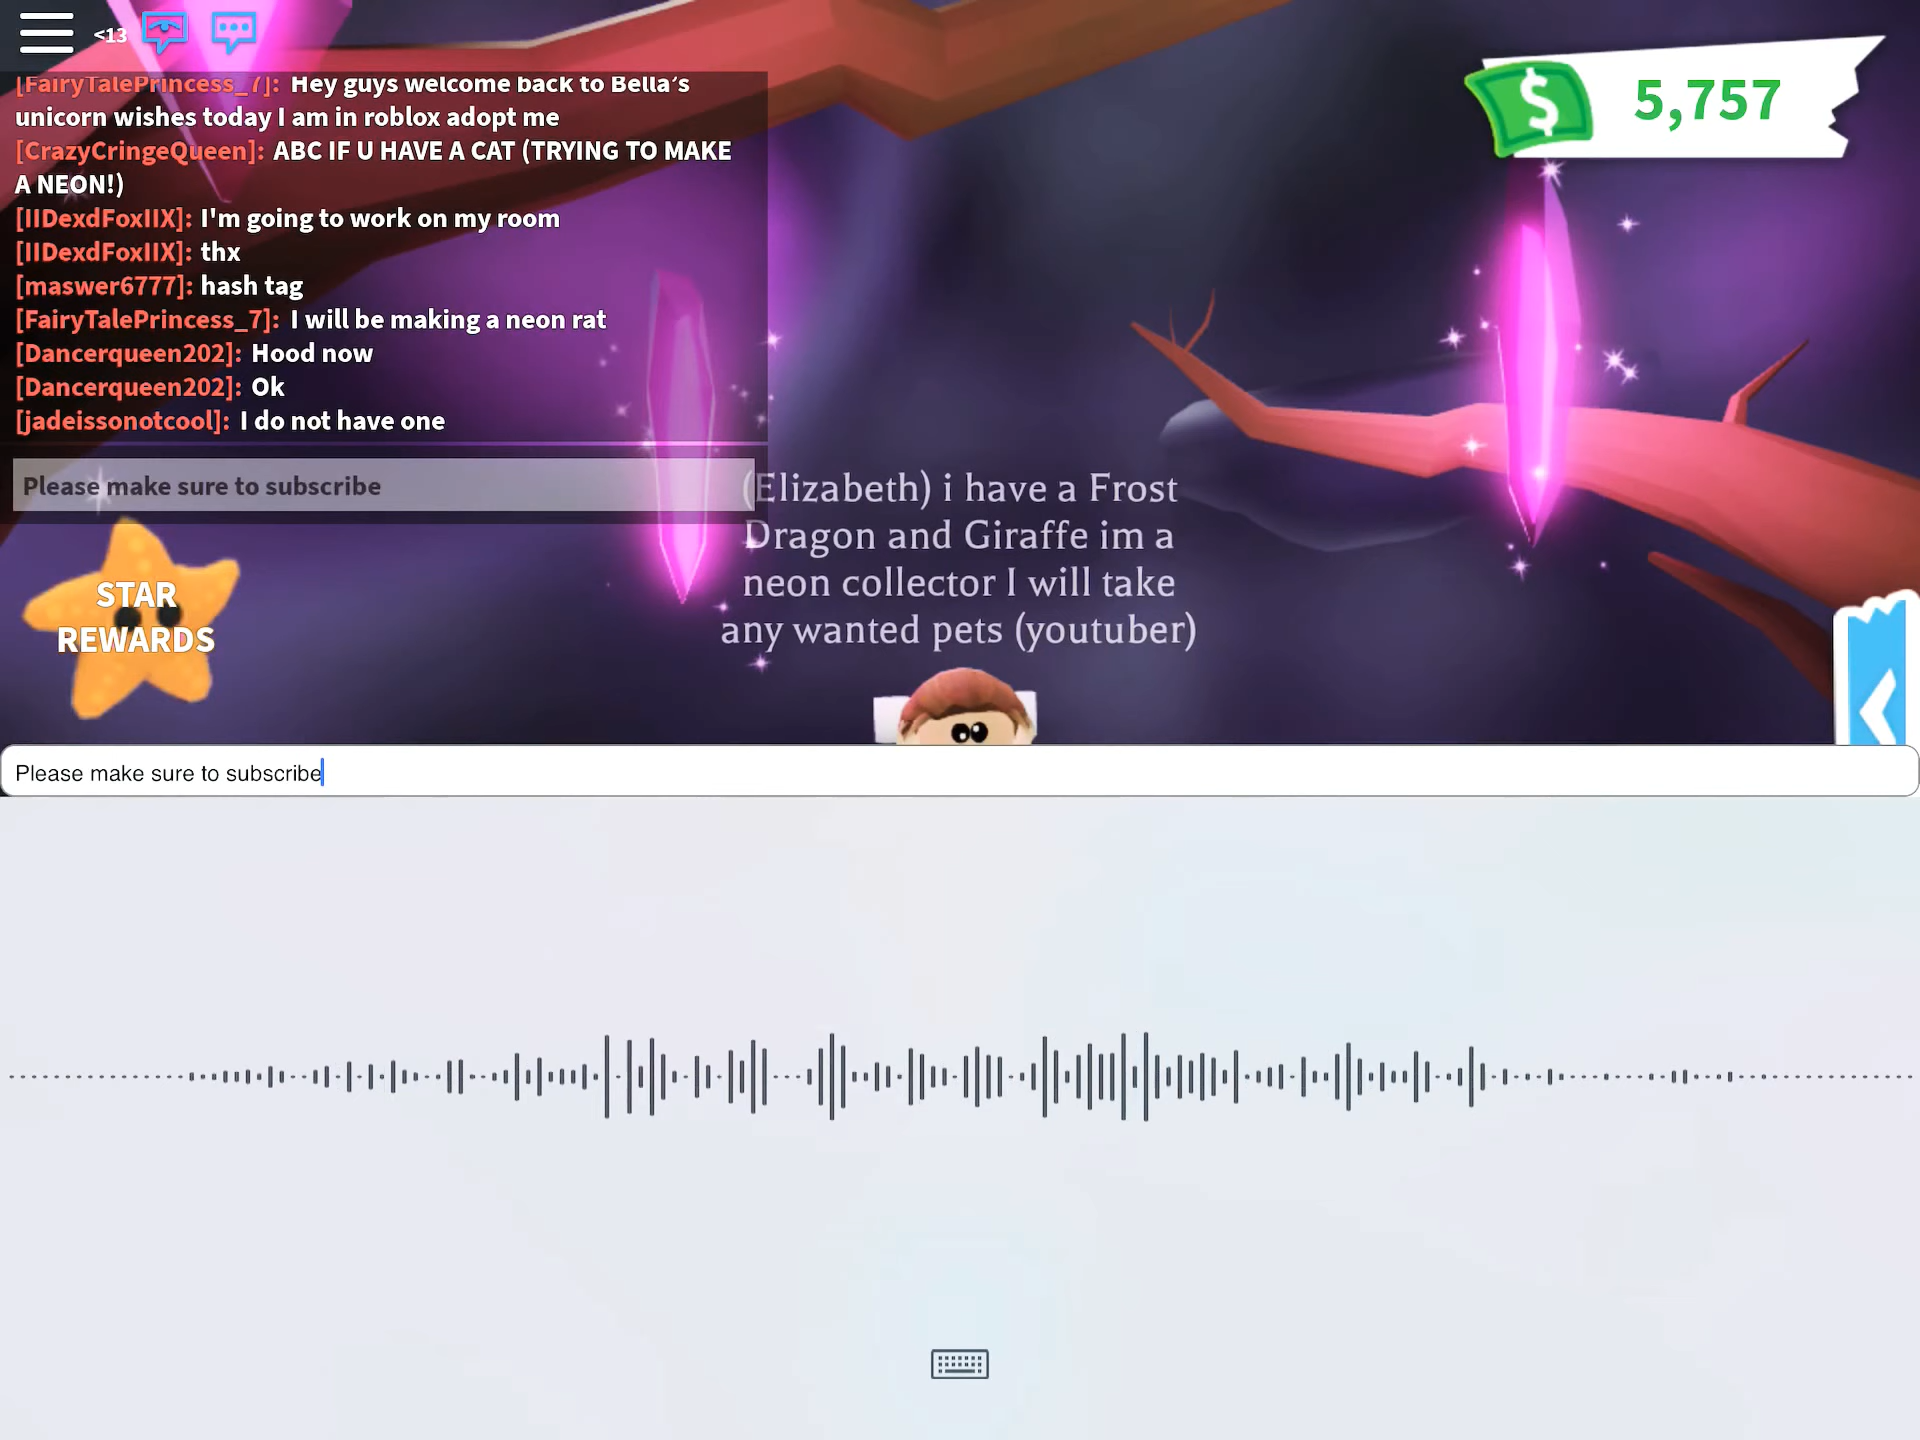 <13
[FairyTalePrincess_7]: Hey guys welcome back to Bella's
unicorn wishes today I am in roblox adopt me
[CrazyCringeQueen]: ABC IF U HAVE A CAT (TRYING TO MAKE
A NEON!)
[IIDexdFoxIIX]: I'm going to work on my room
[IIDexdFoxIIX]: thx
[maswer6777]: hash tag
[FairyTalePrincess_7]: I will be making a neon rat
[Dancerqueen202]: Hood now
[Dancerqueen202]: Ok
[jadeissonotcool]: I do not have one
Please make sure to subscribe
5,757
(Elizabeth) i have a Frost
Dragon and Giraffe im a
neon collector I will take
any wanted pets (youtuber)
STAR
REWARDS
Please make sure to subscribe